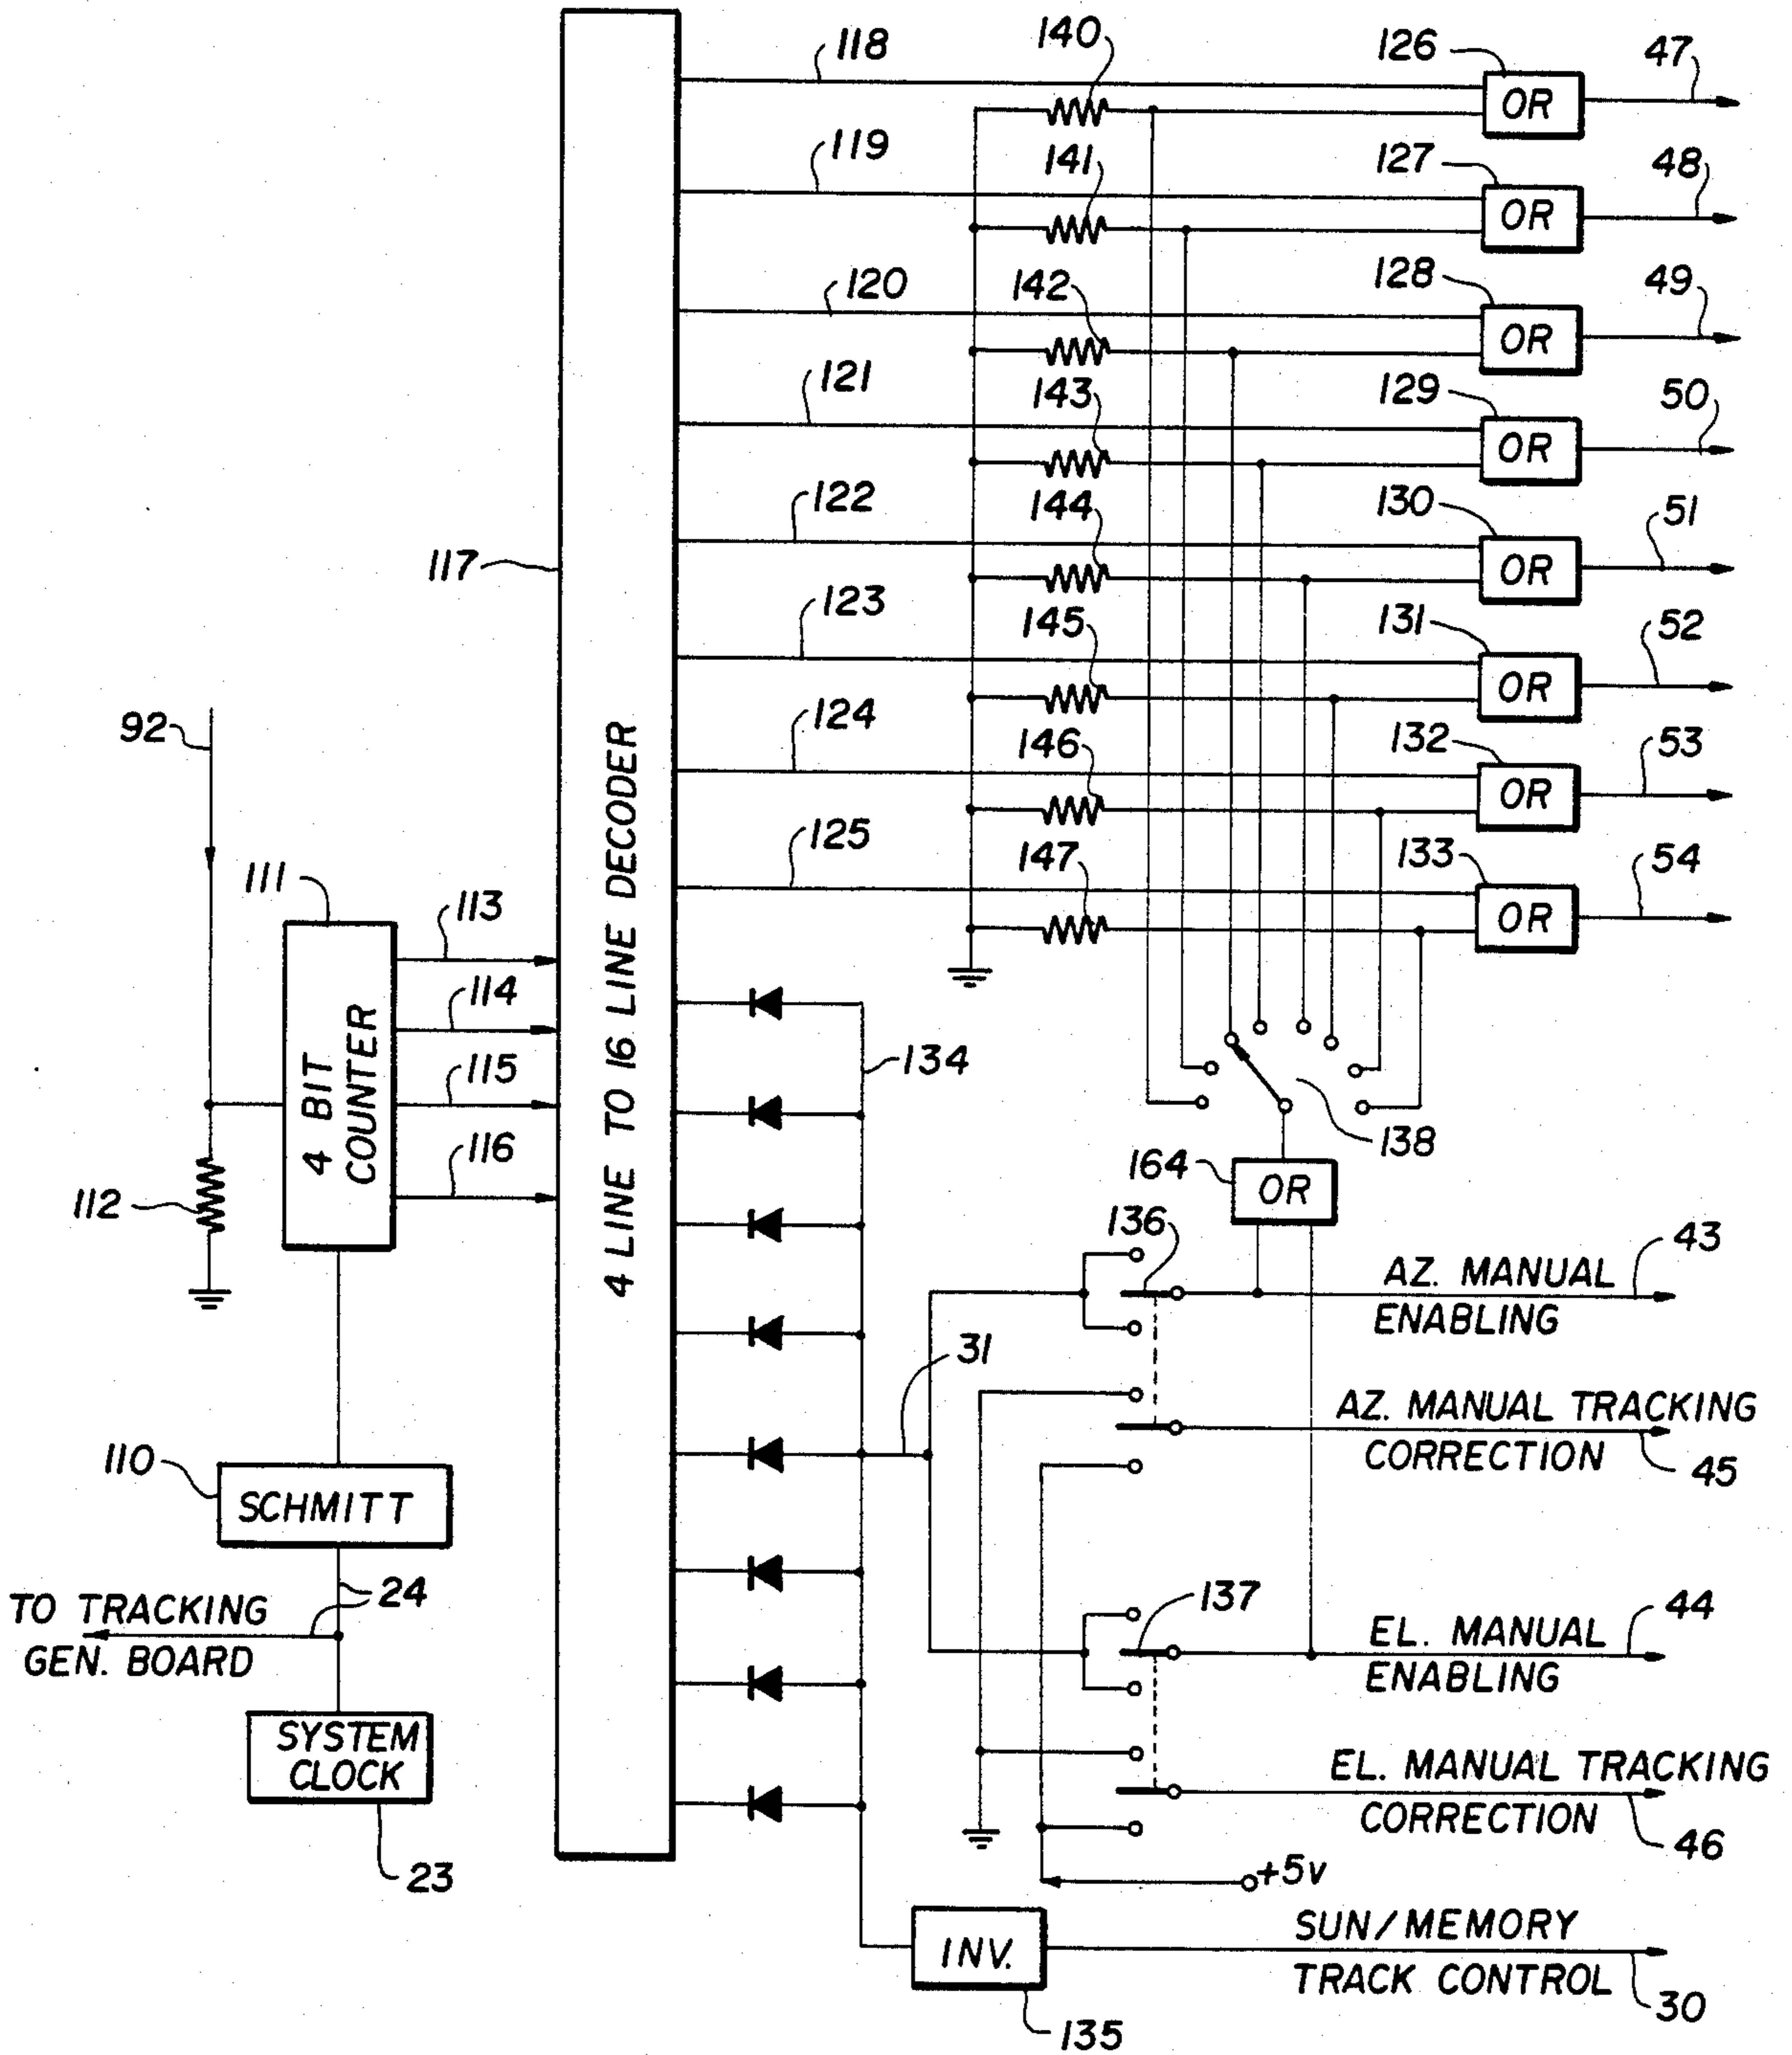 118
140
126
47
OR
119
141
127
48
OR
120
142
128
49
OR
121
143
129
50
OR
122
144
130
51
OR
117
123
145
131
52
OR
92
124
146
132
53
OR
125
147
133
54
OR
111
113
114
115
116
4 BIT
COUNTER
112
4 LINE TO 16 LINE DECODER
134
138
164
OR
136
43
AZ. MANUAL
ENABLING
31
AZ. MANUAL TRACKING
CORRECTION
45
110
SCHMITT
24
TO TRACKING
GEN. BOARD
137
44
EL. MANUAL
ENABLING
SYSTEM
CLOCK
23
EL. MANUAL TRACKING
CORRECTION
46
+5v
INV.
135
SUN/MEMORY
TRACK CONTROL
30